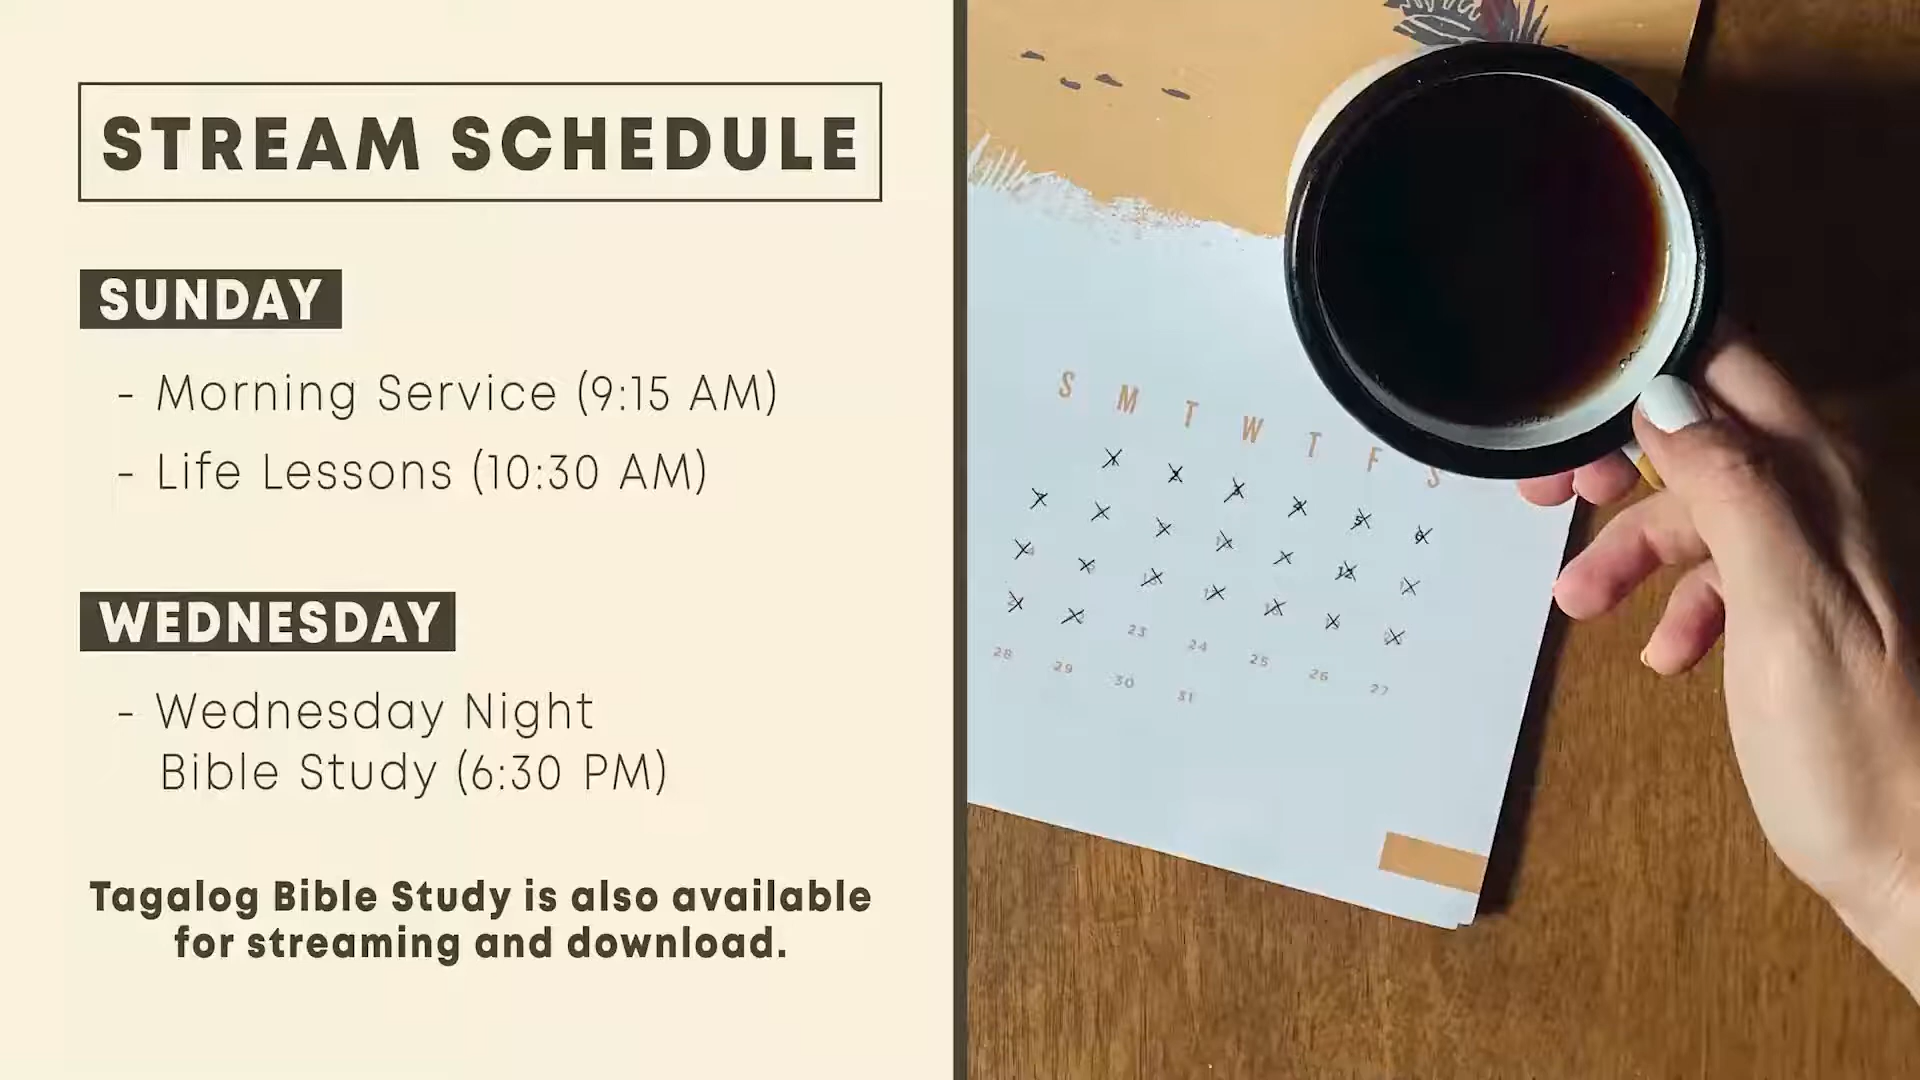 STREAM SCHEDULE
SUNDAY
- Morning Service (9:15 AM)
- Life Lessons (10:30 AM)
WEDNESDAY
- Wednesday Night
Bible Study (6:30 PM)
Tagalog Bible Study is also available
for streaming and download.
S M T W T F S
23 24 25 26 27
28 29 30 31